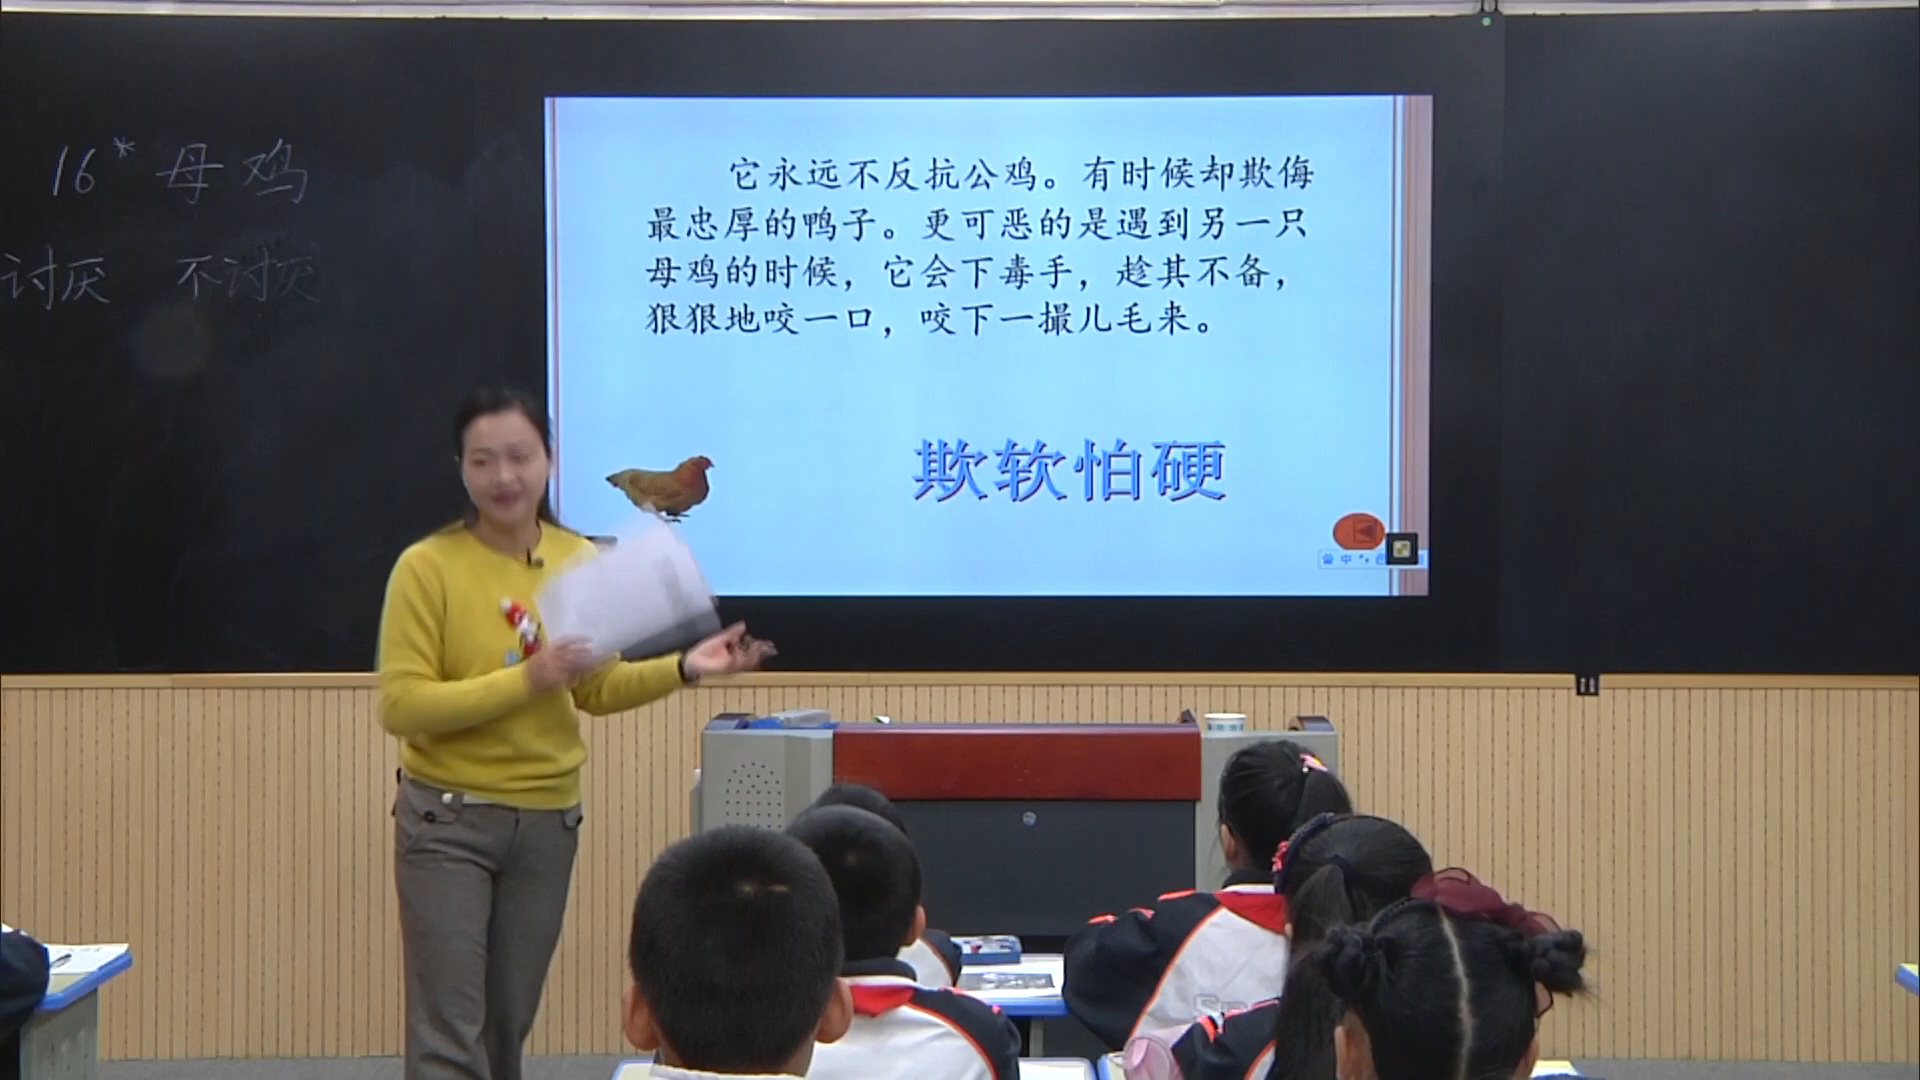 16* 母鸡
讨厌 不讨厌
它永远不反抗公鸡。有时候却欺侮
最忠厚的鸭子。更可恶的是遇到另一只
母鸡的时候，它会下毒手，趁其不备，
狠狠地咬一口，咬下一撮儿毛来。
欺软怕硬
中